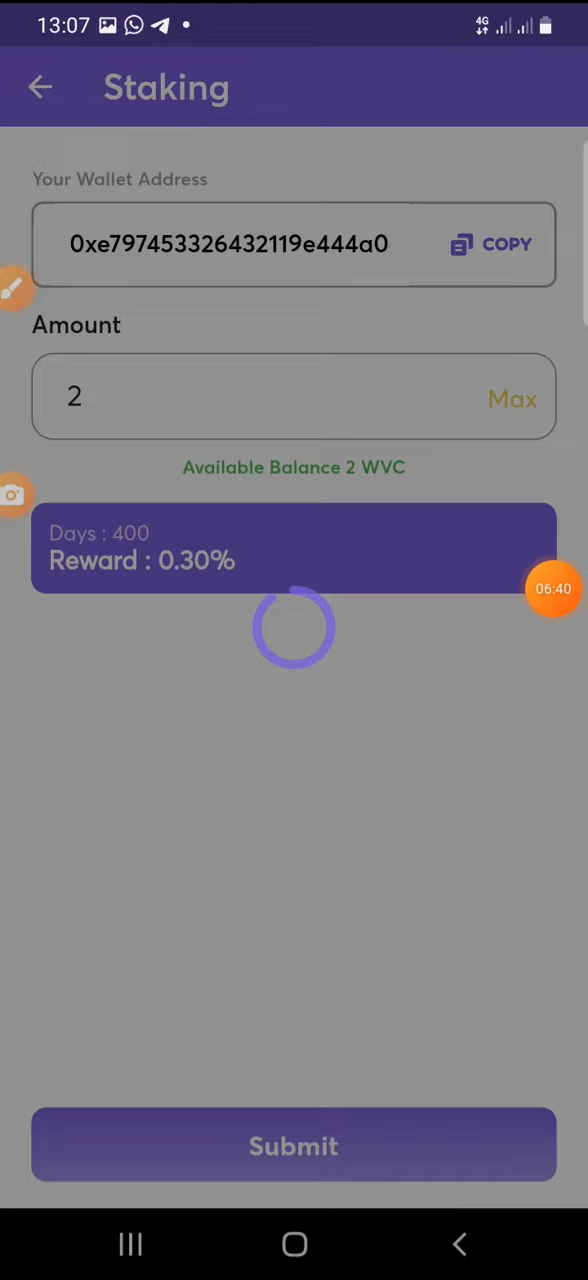 13:07
4G
Staking
Your Wallet Address
0xe797453326432119e444a0 COPY
Amount
2 Max
Available Balance 2 WVC
Days : 400
Reward : 0.30%
06:40
Submit